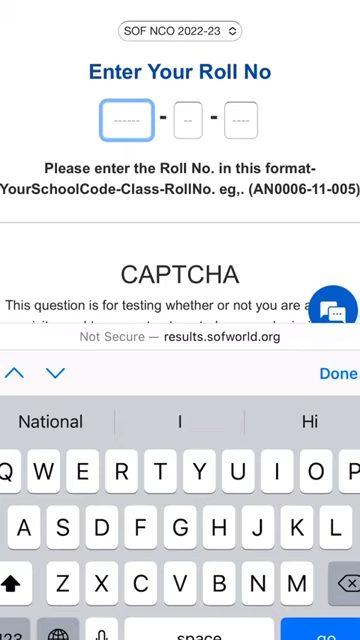 SOF NCO 2022-23
Enter Your Roll No
------ - -- - ----
Please enter the Roll No. in this format-
YourSchoolCode-Class-RollNo. eg,. (AN0006-11-005)
CAPTCHA
This question is for testing whether or not you are a
Not Secure — results.sofworld.org
Done
National I Hi
Q W E R T Y U I O P
A S D F G H J K L
Z X C V B N M
123 space go